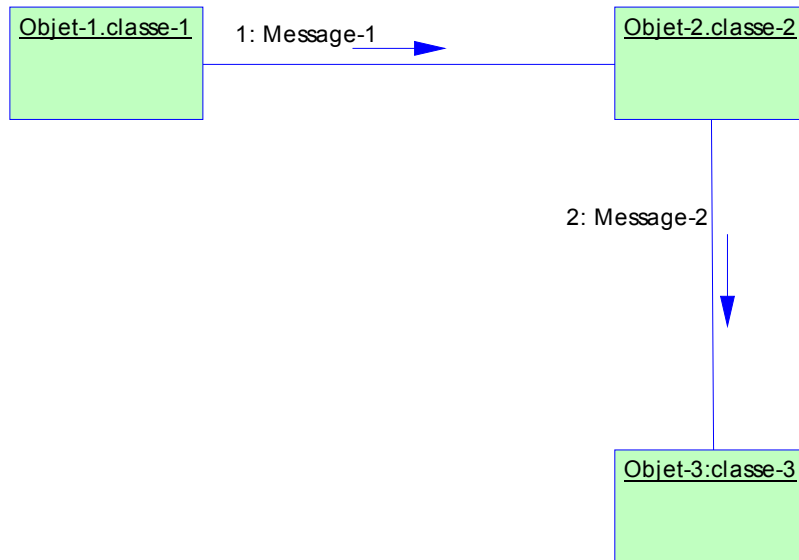 Objet-1.classe-1
1: Message-1
Objet-2.classe-2
2: Message-2
Objet-3:classe-3